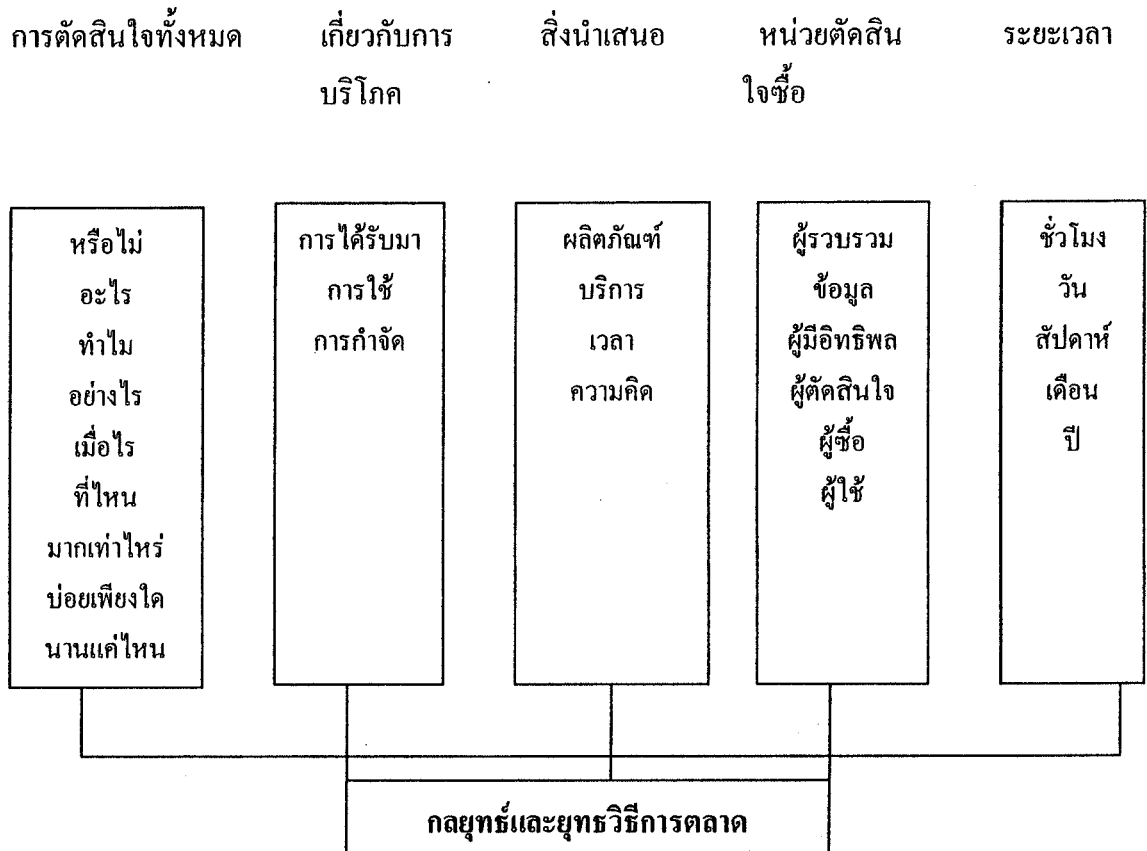 การตัดสินใจทั้งหมด
เกี่ยวกับการ
บริโภค
สิ่งนำเสนอ
หน่วยตัดสิน
ใจซื้อ
ระยะเวลา
หรือไม่
อะไร
ทำไม
อย่างไร
เมื่อไร
ที่ไหน
มากเท่าไหร่
บ่อยเพียงใด
นานแค่ไหน
การได้รับมา
การใช้
การกำจัด
ผลิตภัณฑ์
บริการ
เวลา
ความคิด
ผู้รวบรวม
ข้อมูล
ผู้มีอิทธิพล
ผู้ตัดสินใจ
ผู้ซื้อ
ผู้ใช้
ชั่วโมง
วัน
สัปดาห์
เดือน
ปี
กลยุทธ์และยุทธวิธีการตลาด